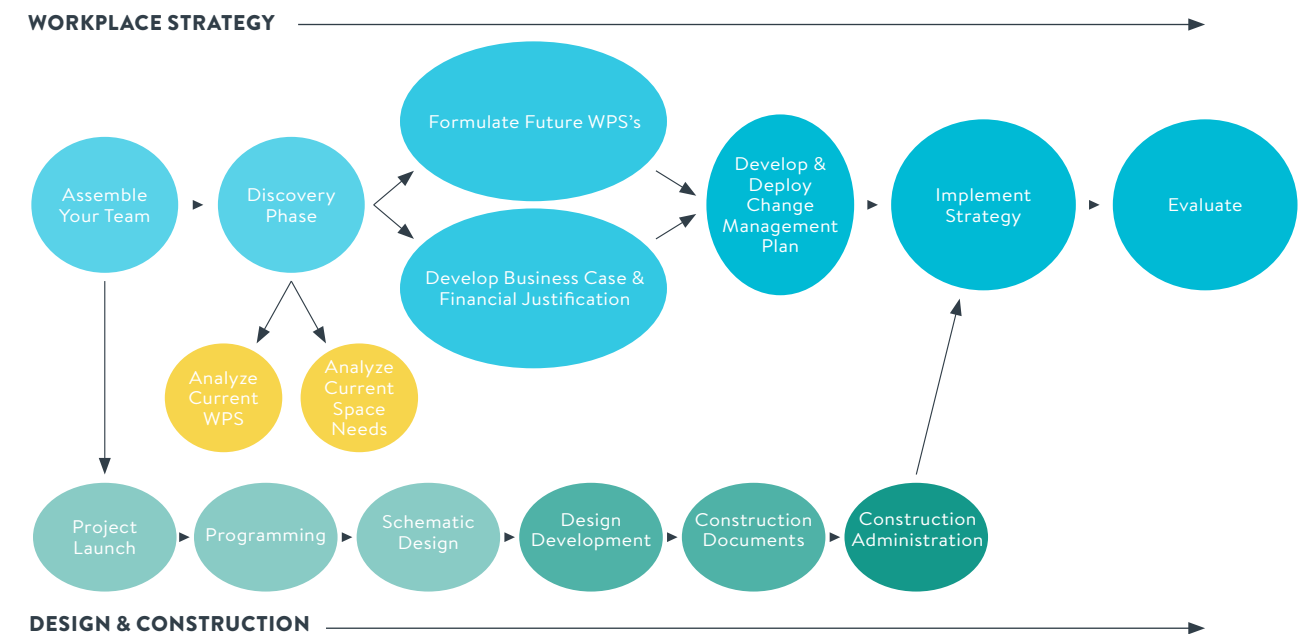 WORKPLACE STRATEGY
Formulate Future WPS's
Assemble
Your Team
Discovery
Phase
Develop Business Case &
Financial Justification
Develop &
Deploy
Change
Management
Plan
Implement
Strategy
Evaluate
Analyze
Current
WPS
Analyze
Current
Space
Needs
Project
Launch
Programming
Schematic
Design
Design
Development
Construction
Documents
Construction
Administration
DESIGN & CONSTRUCTION